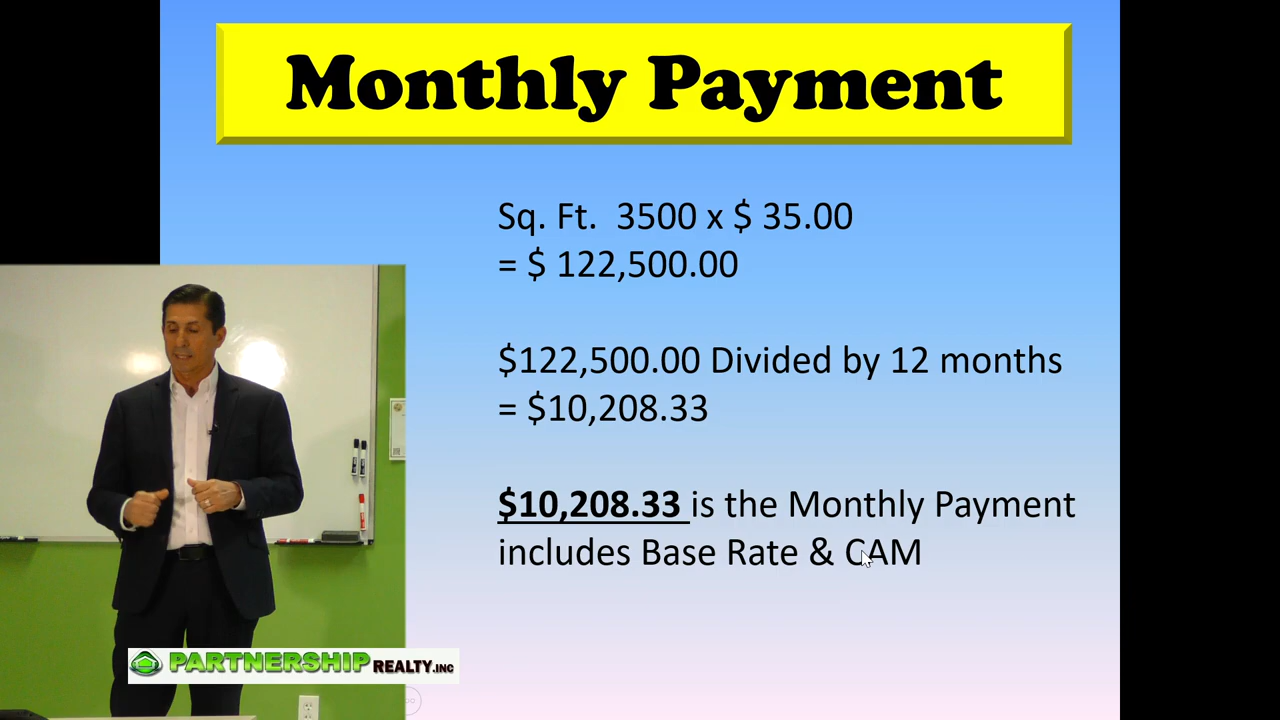 Monthly Payment
Sq. Ft. 3500 x $ 35.00
= $ 122,500.00
$122,500.00 Divided by 12 months
= $10,208.33
$10,208.33 is the Monthly Payment
includes Base Rate & CAM
PARTNERSHIP REALTY.INC